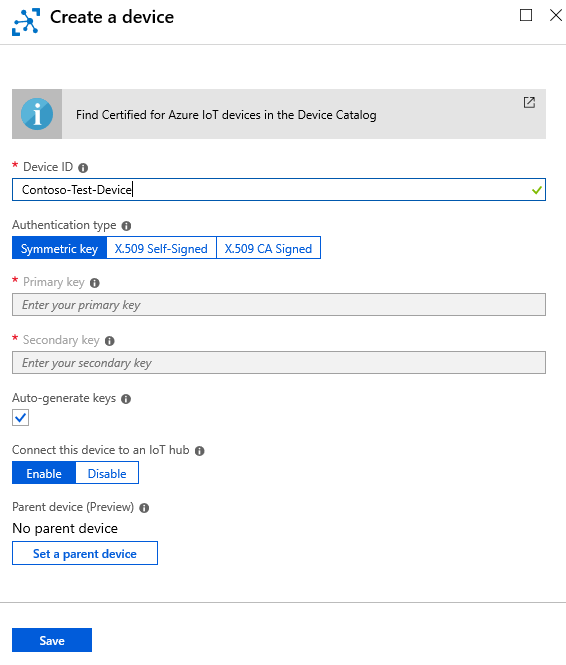 Create a device
Find Certified for Azure IoT devices in the Device Catalog
* Device ID
Contoso-Test-Device
Authentication type
Symmetric key X.509 Self-Signed X.509 CA Signed
* Primary key
Enter your primary key
* Secondary key
Enter your secondary key
Auto-generate keys
Connect this device to an IoT hub
Enable Disable
Parent device (Preview)
No parent device
Set a parent device
Save